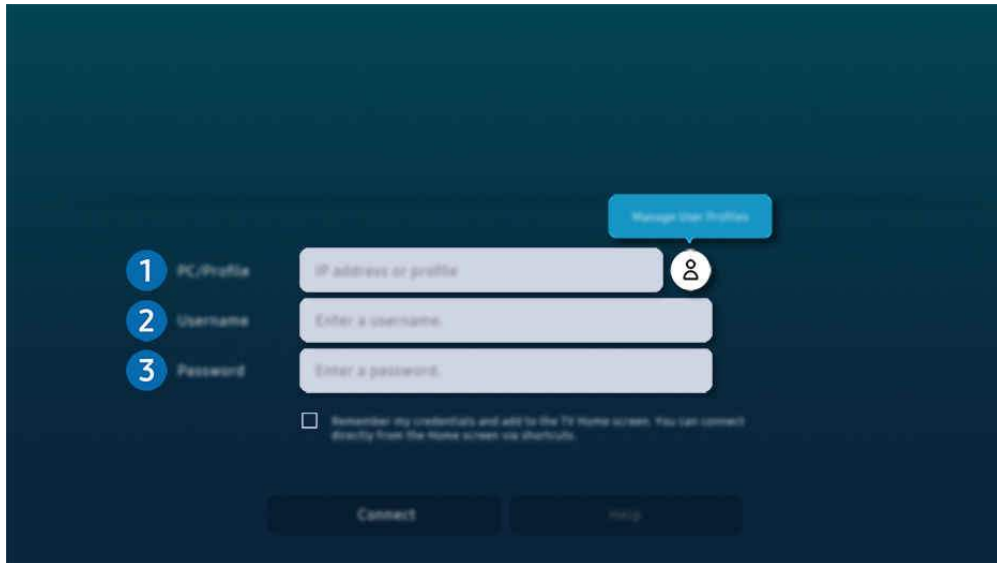 Manage User Profiles
1 PC/Profile IP address or profile
2 Username Enter a username.
3 Password Enter a password.
Remember my credentials and add to the TV Home screen. You can connect
directly from the Home screen via shortcuts.
Connect Help